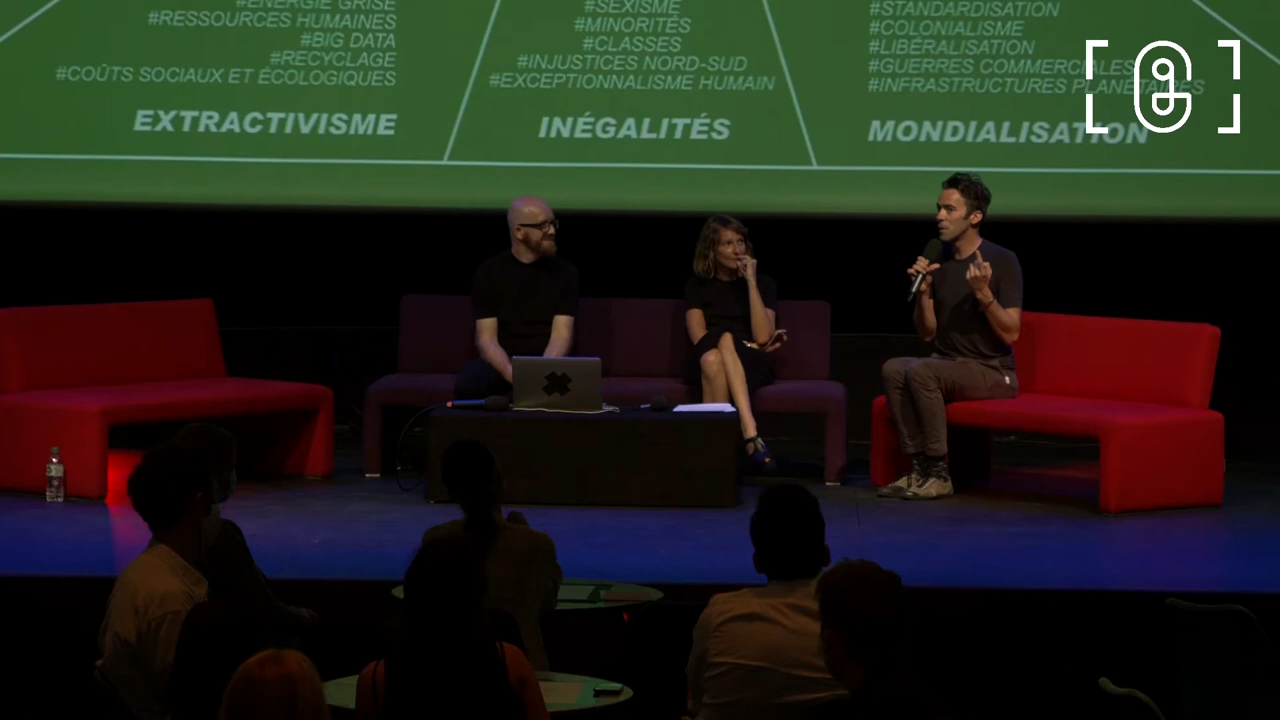 #ÉNERGIE GRISE
#RESSOURCES HUMAINES
#BIG DATA
#RECYCLAGE
#COÛTS SOCIAUX ET ÉCOLOGIQUES
EXTRACTIVISME
#SEXISME
#MINORITÉS
#CLASSES
#INJUSTICES NORD-SUD
#EXCEPTIONNALISME HUMAIN
INÉGALITÉS
#STANDARDISATION
#COLONIALISME
#LIBÉRALISATION
#GUERRES COMMERCIALES
#INFRASTRUCTURES PLANÉTAIRES
MONDIALISATION